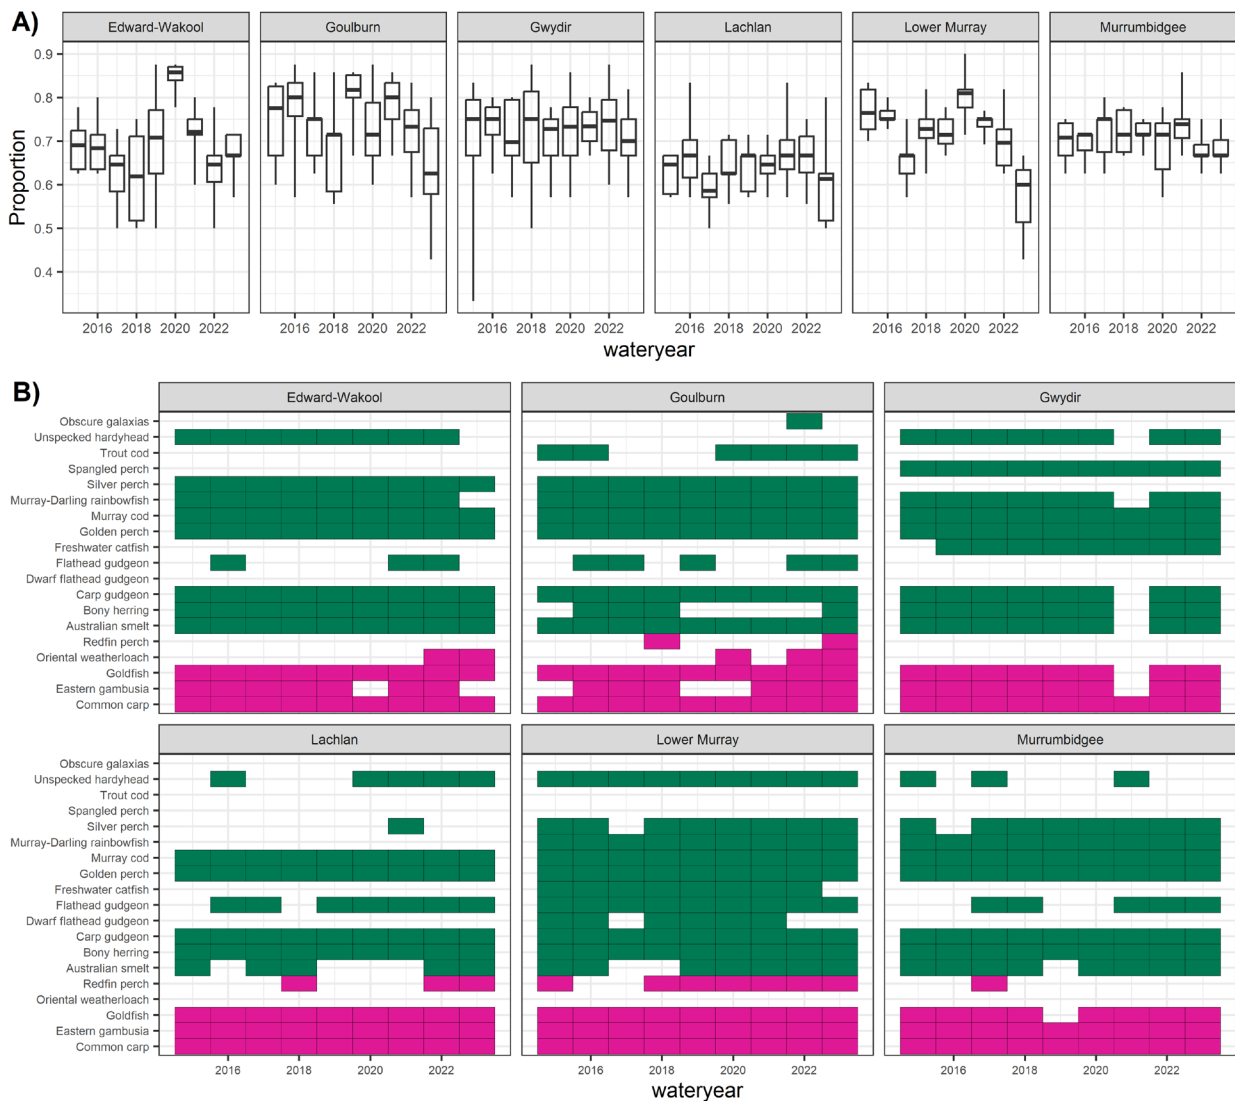 A)
Edward-Wakool Goulburn Gwydir Lachlan Lower Murray Murrumbidgee
Proportion
0.9
0.8
0.7
0.6
0.5
0.4
2016 2018 2020 2022 2016 2018 2020 2022 2016 2018 2020 2022 2016 2018 2020 2022 2016 2018 2020 2022 2016 2018 2020 2022
wateryear
B)
Edward-Wakool Goulburn Gwydir
Obscure galaxias
Unspecked hardyhead
Trout cod
Spangled perch
Silver perch
Murray-Darling rainbowfish
Murray cod
Golden perch
Freshwater catfish
Flathead gudgeon
Dwarf flathead gudgeon
Carp gudgeon
Bony herring
Australian smelt
Redfin perch
Oriental weatherloach
Goldfish
Eastern gambusia
Common carp
Lachlan Lower Murray Murrumbidgee
Obscure galaxias
Unspecked hardyhead
Trout cod
Spangled perch
Silver perch
Murray-Darling rainbowfish
Murray cod
Golden perch
Freshwater catfish
Flathead gudgeon
Dwarf flathead gudgeon
Carp gudgeon
Bony herring
Australian smelt
Redfin perch
Oriental weatherloach
Goldfish
Eastern gambusia
Common carp
2016 2018 2020 2022 2016 2018 2020 2022 2016 2018 2020 2022
wateryear